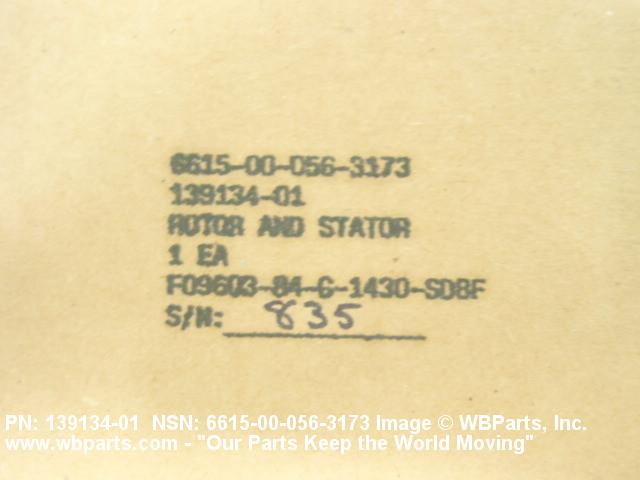 6615-00-056-3173
139134-01
ROTOR AND STATOR
1 EA
F09603-84-G-1430-SD8F
S/N: 835
PN: 139134-01 NSN: 6615-00-056-3173 Image © WBParts, Inc.
www.wbparts.com - "Our Parts Keep the World Moving"